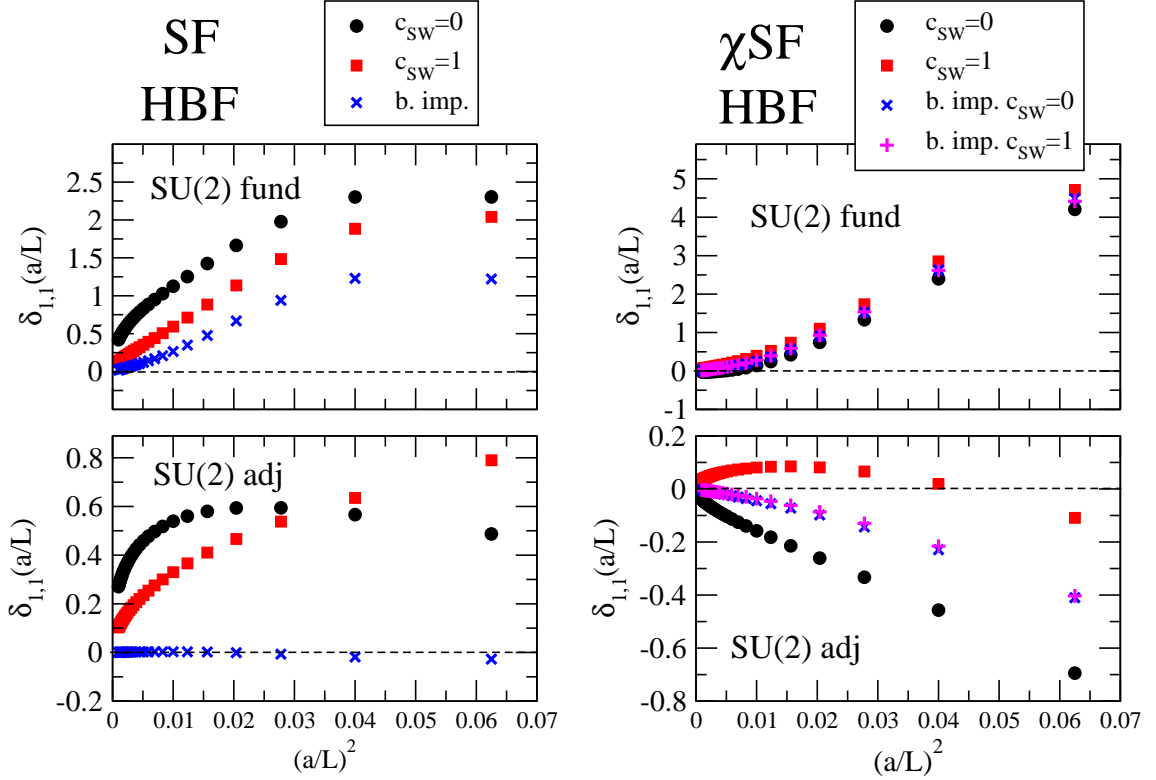 SF
HBF
c_SW=0
c_SW=1
b. imp.
χSF
HBF
c_SW=0
c_SW=1
b. imp. c_SW=0
b. imp. c_SW=1
SU(2) fund
δ_1,1(a/L)
2.5
2
1.5
1
0.5
0
SU(2) fund
δ_1,1(a/L)
5
4
3
2
1
0
-1
SU(2) adj
δ_1,1(a/L)
0.8
0.6
0.4
0.2
0
-0.2
0 0.01 0.02 0.03 0.04 0.05 0.06 0.07
(a/L)^2
SU(2) adj
δ_1,1(a/L)
0.2
0
-0.2
-0.4
-0.6
-0.8
0 0.01 0.02 0.03 0.04 0.05 0.06 0.07
(a/L)^2